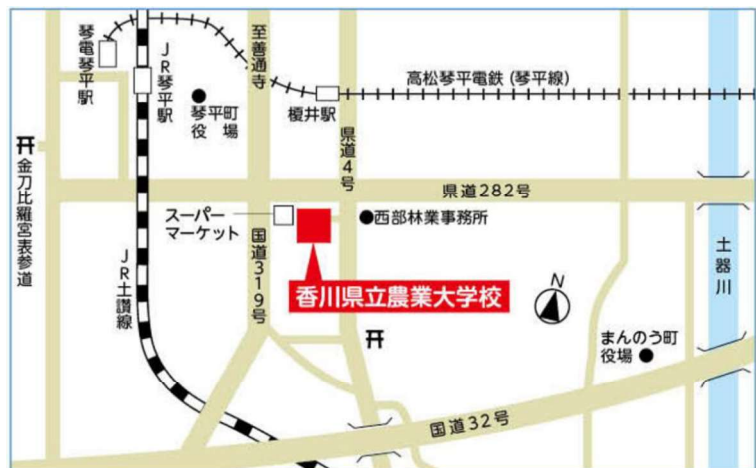 琴電琴平駅
JR琴平駅
琴平町
役場
至善通寺
榎井駅
高松琴平電鉄(琴平線)
県道4号
金刀比羅宮表参道
県道282号
スーパー
マーケット
西部林業事務所
国道319号
JR土讃線
香川県立農業大学校
N
土器川
まんのう町
役場
国道32号